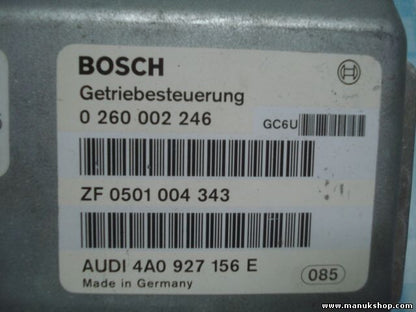 BOSCH
Getriebesteuerung
0 260 002 246
GC6U
ZF 0501 004 343
AUDI 4A0 927 156 E
085
Made in Germany
www.manukshop.com